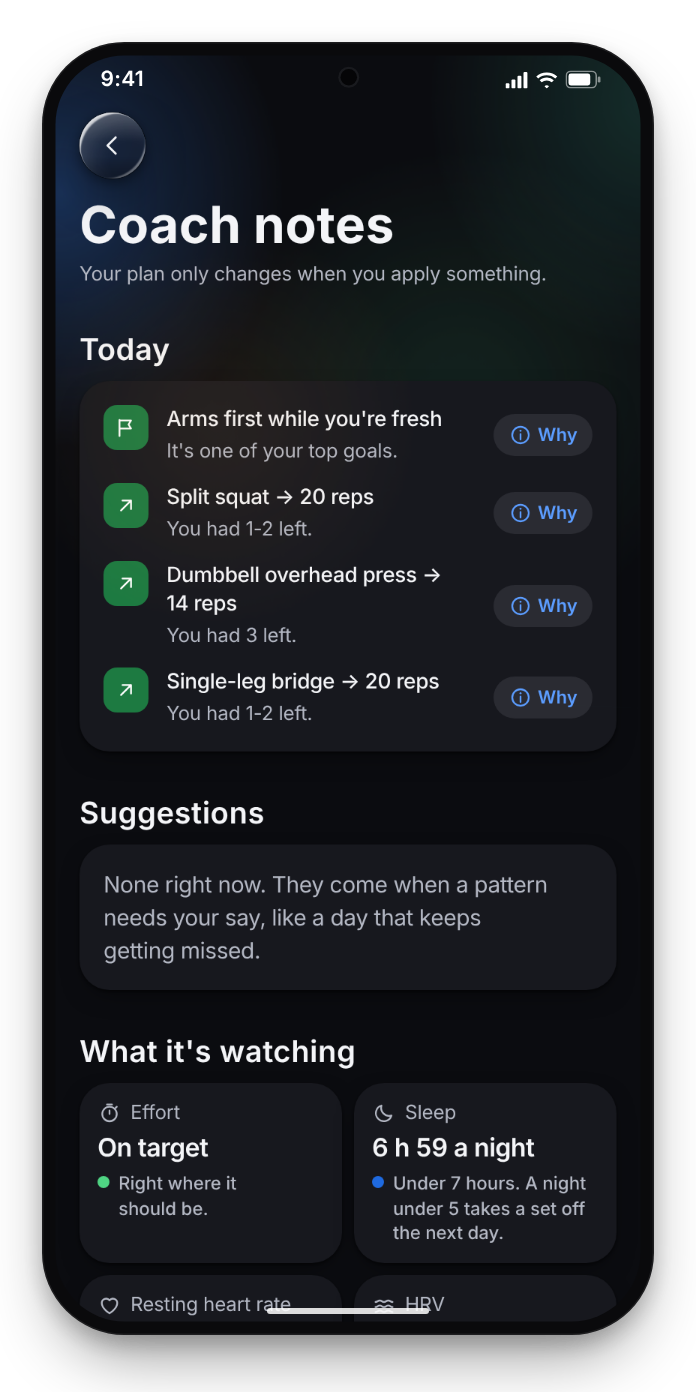 9:41
Coach notes
Your plan only changes when you apply something.
Today
Arms first while you're fresh
It's one of your top goals.
Why
Split squat → 20 reps
You had 1-2 left.
Why
Dumbbell overhead press →
14 reps
You had 3 left.
Why
Single-leg bridge → 20 reps
You had 1-2 left.
Why
Suggestions
None right now. They come when a pattern
needs your say, like a day that keeps
getting missed.
What it's watching
Effort
On target
Right where it
should be.
Sleep
6 h 59 a night
Under 7 hours. A night
under 5 takes a set off
the next day.
Resting heart rate
HRV